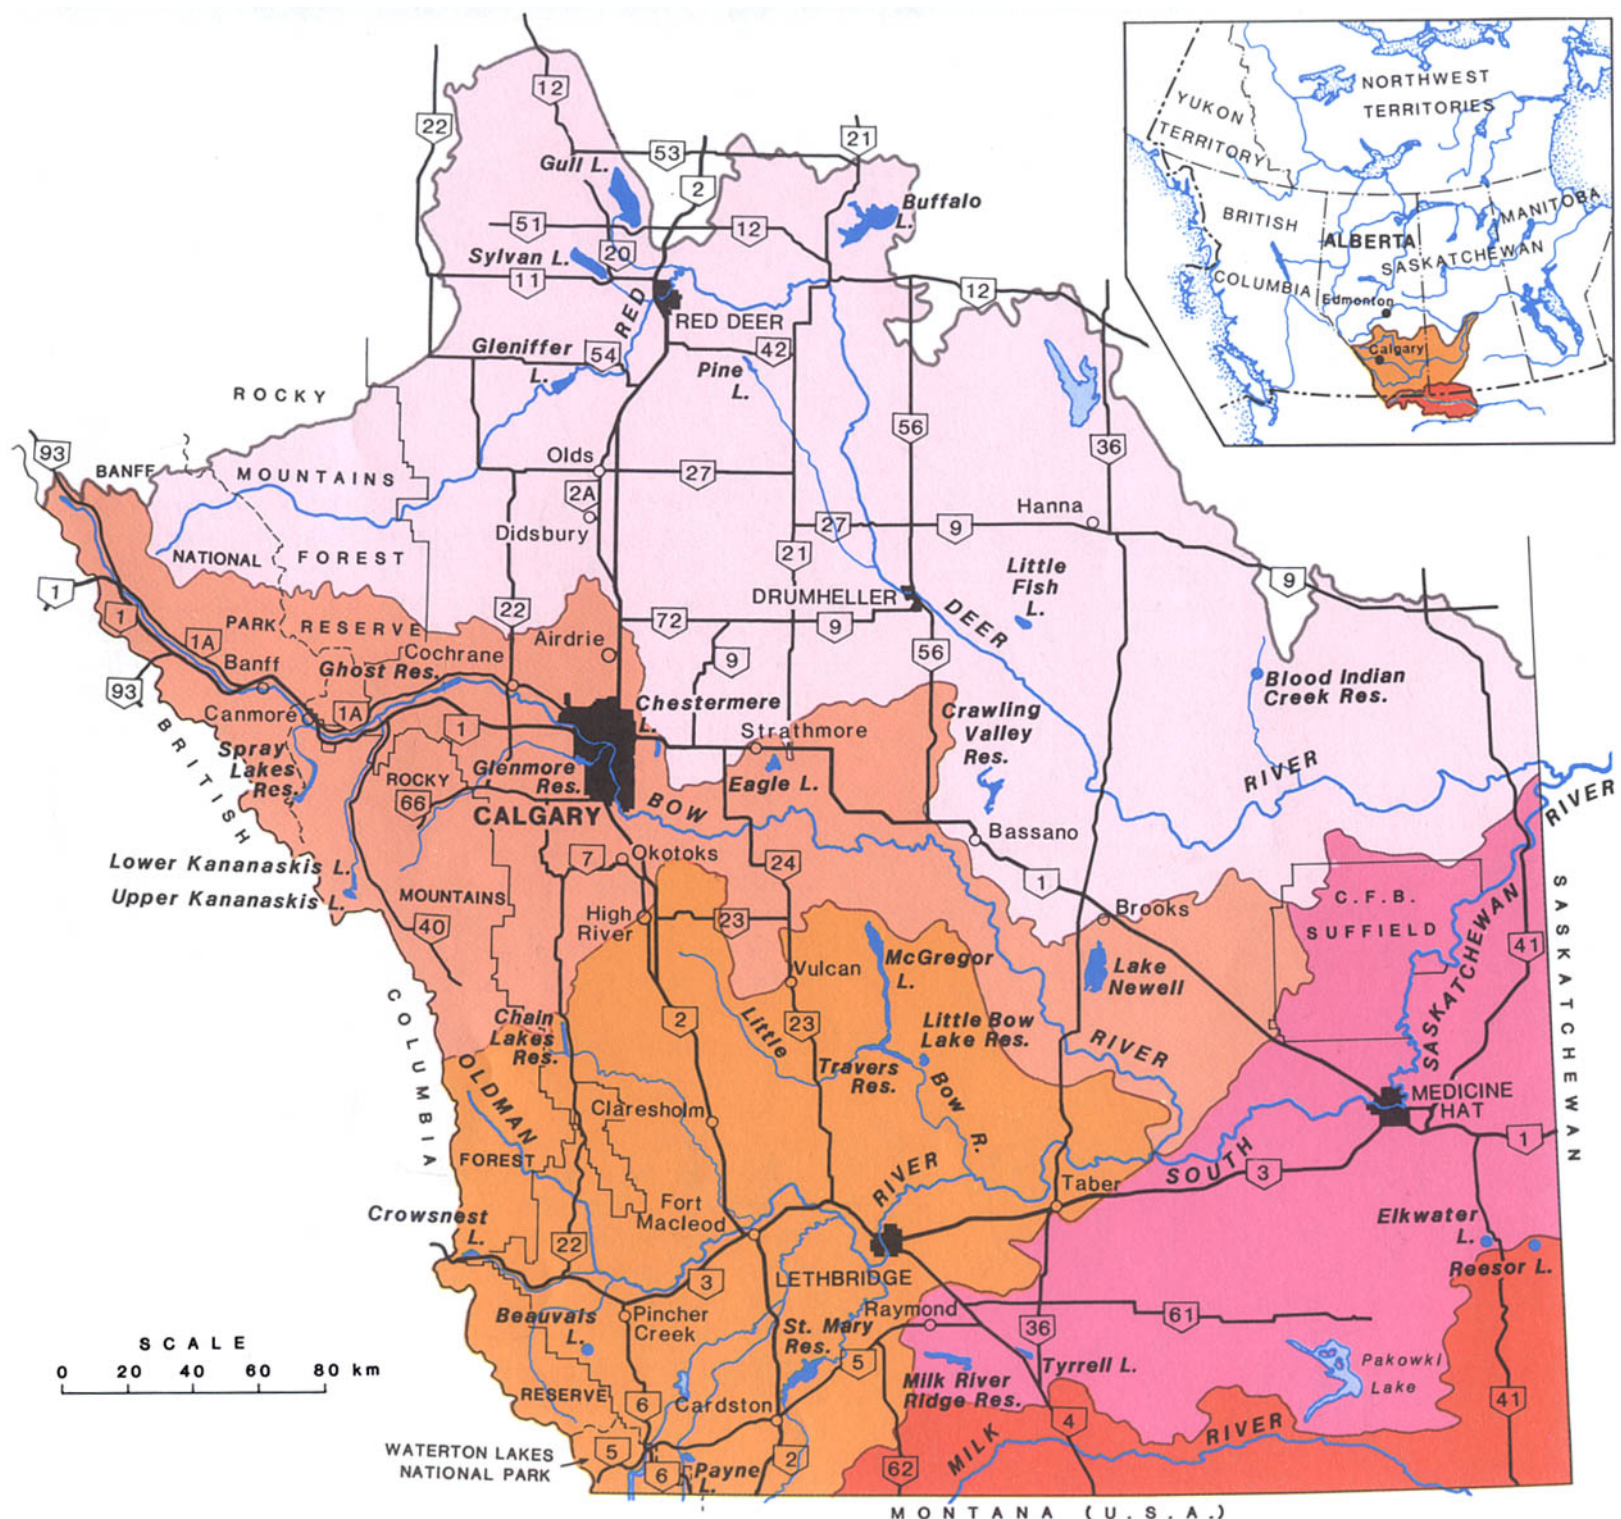 12
22
53
21
Gull L.
2
Buffalo
L.
51
12
20
Sylvan L.
11
12
RED
RED DEER
Gleniffer
L.
54
42
Pine
L.
ROCKY
56
36
93
BANFF
MOUNTAINS
Olds
27
2A
Didsbury
Hanna
27
9
NATIONAL
FOREST
21
Little
Fish
L.
1
9
1
22
DRUMHELLER
DEER
PARK
RESERVE
72
9
1A
Airdrie
Cochrane
Banff
Ghost Res.
9
56
93
Blood Indian
Creek Res.
Canmore
1A
Chestermere
L.
Crawling
Valley
Res.
1
Strathmore
BRITISH
Spray
Lakes
Res.
ROCKY
66
Glenmore
Res.
Eagle L.
RIVER
RIVER
CALGARY
BOW
Bassano
Lower Kananaskis L.
Okotoks
7
24
1
Upper Kananaskis L.
MOUNTAINS
C.F.B.
SUFFIELD
SASKATCHEWAN
High
River
23
Brooks
40
41
McGregor
L.
Vulcan
Lake
Newell
COLUMBIA
Chain
Lakes
Res.
2
Little
23
Little Bow
Lake Res.
RIVER
SASKATCHEWAN
Travers
Res.
Bow
R.
OLDMAN
Claresholm
MEDICINE
HAT
1
FOREST
RIVER
SOUTH
3
Taber
Fort
Macleod
Crowsnest
L.
22
Elkwater
L.
LETHBRIDGE
Reesor L.
3
Raymond
61
Beauvais
L.
Pincher
Creek
St. Mary
Res.
36
5
Tyrrell L.
Pakowki
Lake
Milk River
Ridge Res.
RESERVE
6
Cardston
4
41
MILK
RIVER
WATERTON LAKES
NATIONAL PARK
5
6
Payne
L.
2
62
MONTANA (U.S.A.)
SCALE
0 20 40 60 80 km
NORTHWEST
TERRITORIES
YUKON
TERRITORY
BRITISH
COLUMBIA
ALBERTA
SASKATCHEWAN
MANITOBA
Edmonton
Calgary